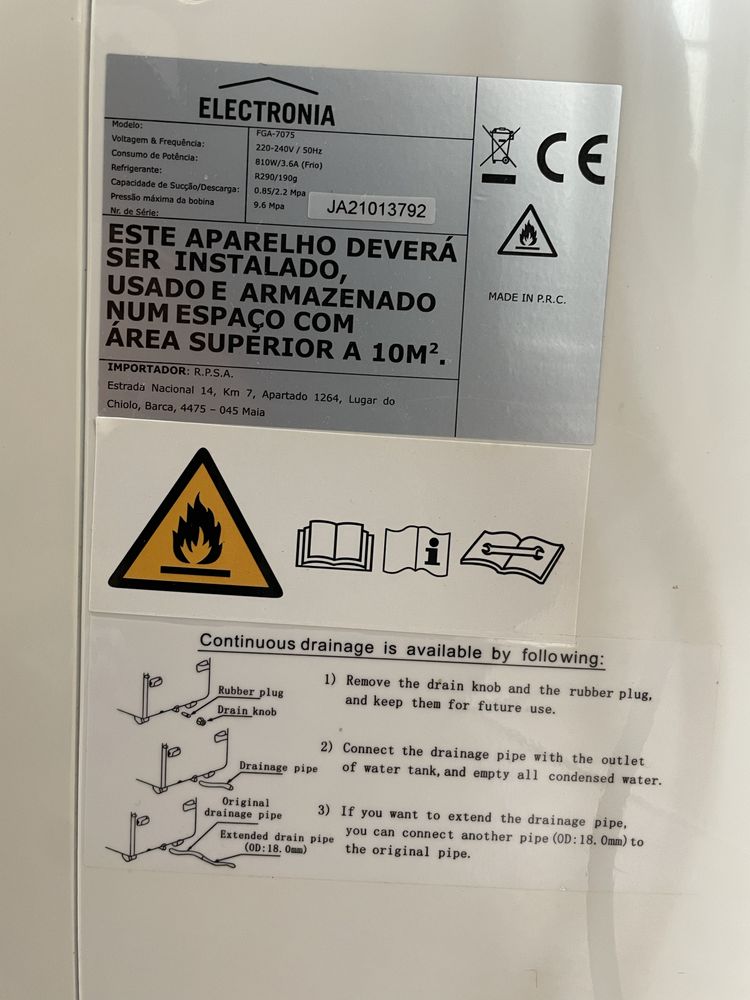 ELECTRONIA
Modelo: FGA-7075
Voltagem & Frequência: 220-240V / 50Hz
Consumo de Potência: 810W/3.6A (Frio)
Refrigerante: R290/190g
Capacidade de Sucção/Descarga: 0.85/2.2 Mpa
Pressão máxima da bobina 9.6 Mpa
Nr. de Série: JA21013792
ESTE APARELHO DEVERÁ
SER INSTALADO,
USADO E ARMAZENADO
NUM ESPAÇO COM
ÁREA SUPERIOR A 10M².
IMPORTADOR: R.P.S.A.
Estrada Nacional 14, Km 7, Apartado 1264, Lugar do
Chiolo, Barca, 4475 – 045 Maia
CE
MADE IN P.R.C.
i
Continuous drainage is available by following:
Rubber plug
Drain knob
1) Remove the drain knob and the rubber plug,
and keep them for future use.
Drainage pipe
2) Connect the drainage pipe with the outlet
of water tank, and empty all condensed water.
Original
drainage pipe
Extended drain pipe
(OD:18.0mm)
3) If you want to extend the drainage pipe,
you can connect another pipe(OD:18.0mm)to
the original pipe.